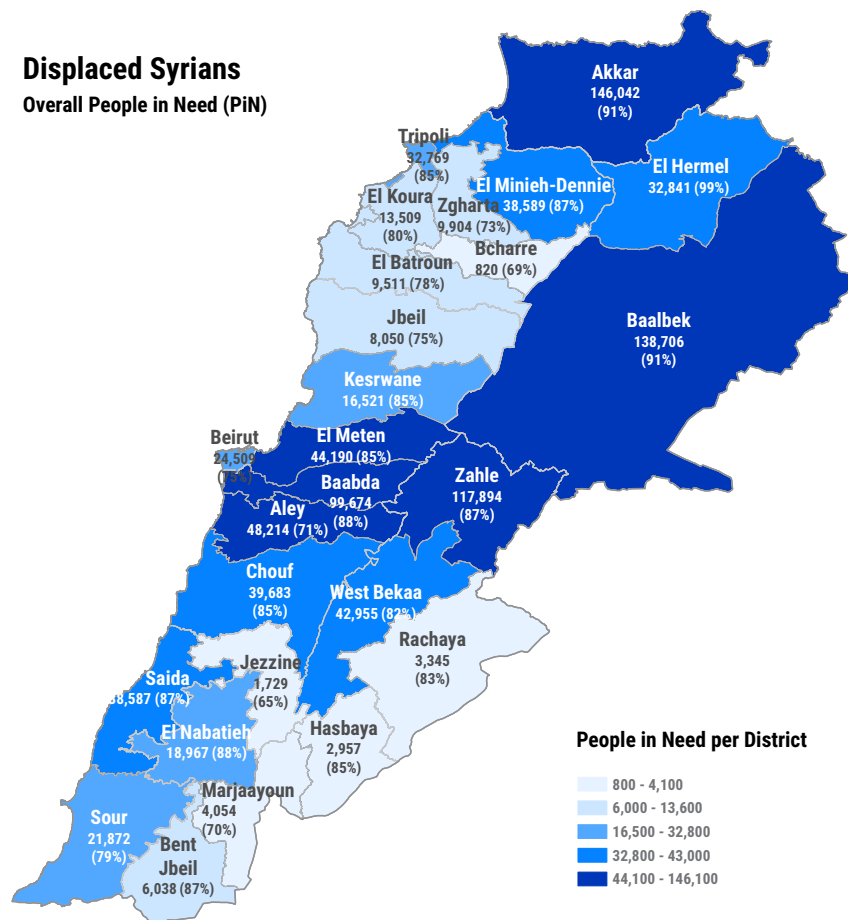 Displaced Syrians
Overall People in Need (PiN)
Akkar
146,042
(91%)
Tripoli
32,769
(85%)
El Hermel
32,841 (99%)
El Minieh-Dennie
38,589 (87%)
El Koura
13,509
(80%)
Zgharta
9,904 (73%)
Bcharre
820 (69%)
El Batroun
9,511 (78%)
Jbeil
8,050 (75%)
Baalbek
138,706
(91%)
Kesrwane
16,521 (85%)
Beirut
24,509
(75%)
El Meten
44,190 (85%)
Baabda
99,674
(88%)
Zahle
117,894
(87%)
Aley
48,214 (71%)
Chouf
39,683
(85%)
West Bekaa
42,955 (82%)
Rachaya
3,345
(83%)
Jezzine
1,729
(65%)
Saida
38,587 (87%)
El Nabatieh
18,967 (88%)
Hasbaya
2,957
(85%)
Marjaayoun
4,054
(70%)
Sour
21,872
(79%)
Bent
Jbeil
6,038 (87%)
People in Need per District
800 - 4,100
6,000 - 13,600
16,500 - 32,800
32,800 - 43,000
44,100 - 146,100